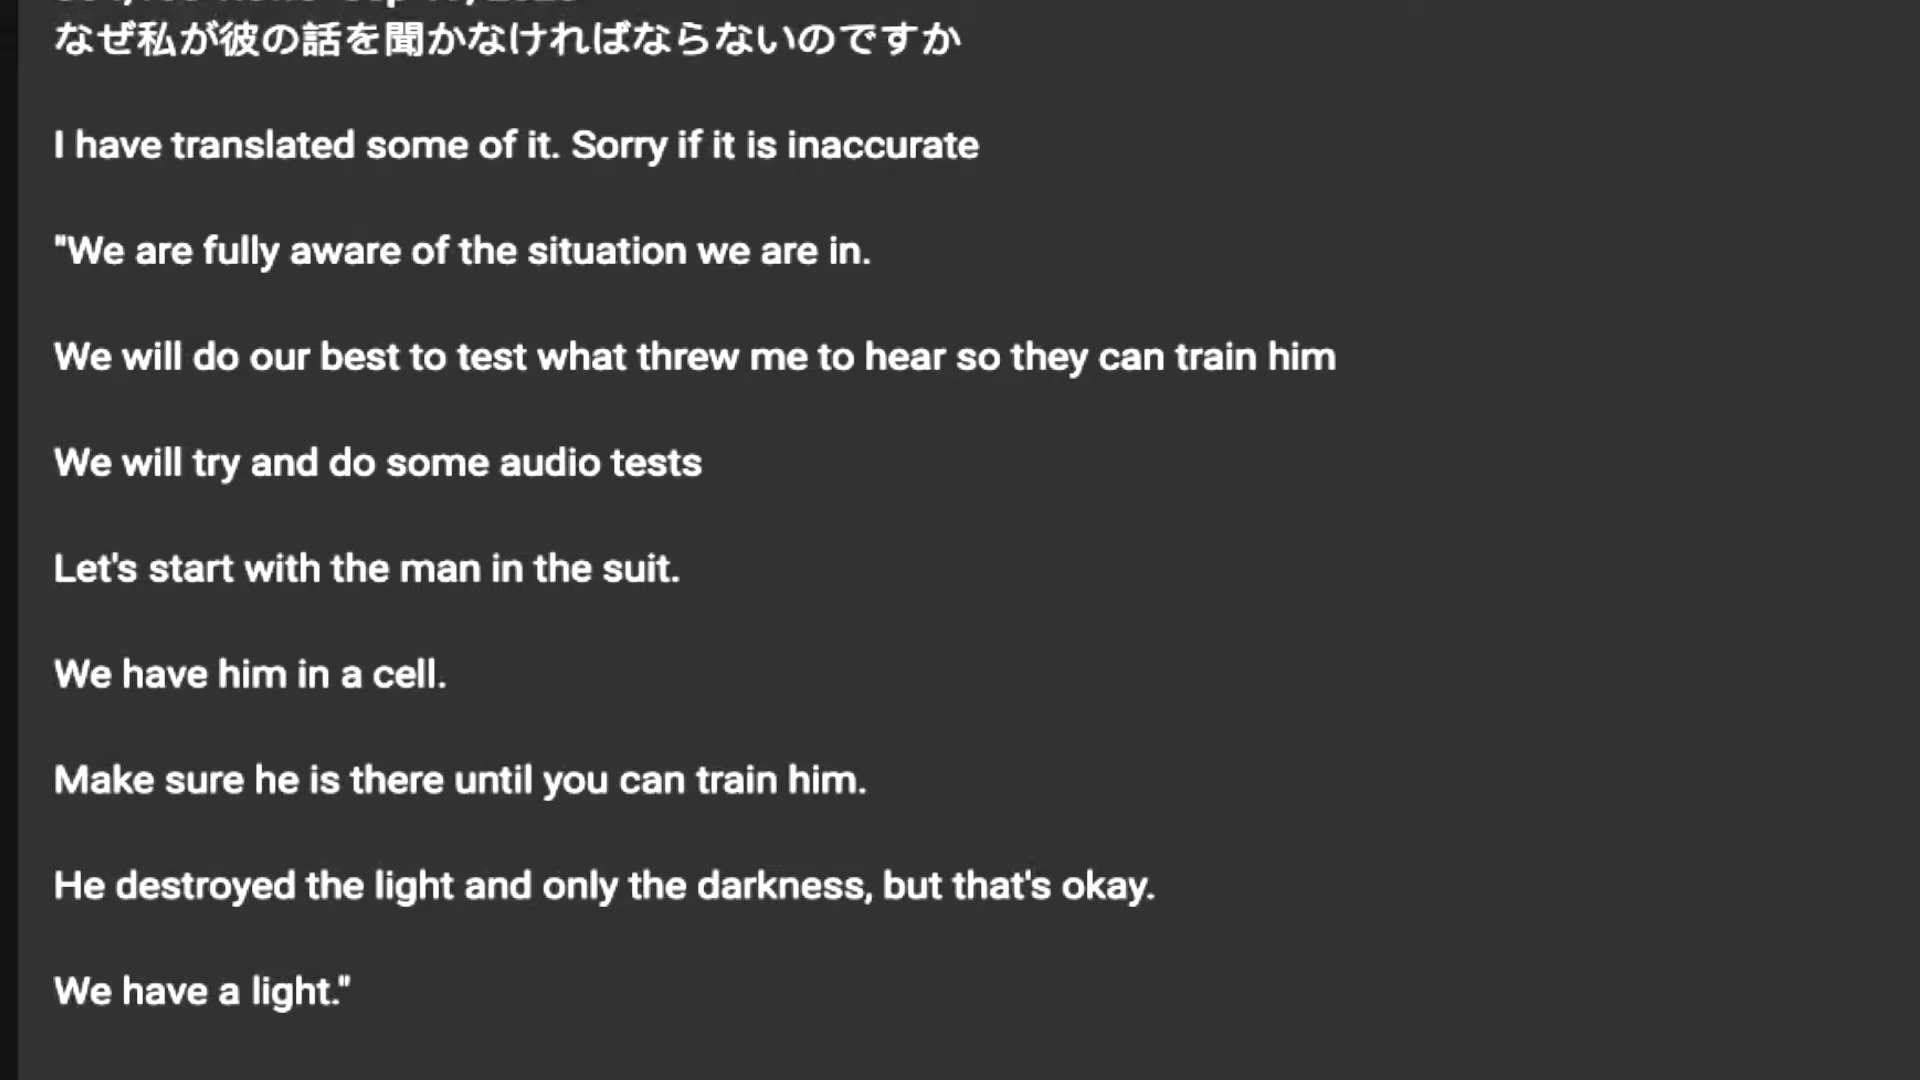 なぜ私が彼の話を聞かなければならないのですか
I have translated some of it. Sorry if it is inaccurate
"We are fully aware of the situation we are in.
We will do our best to test what threw me to hear so they can train him
We will try and do some audio tests
Let's start with the man in the suit.
We have him in a cell.
Make sure he is there until you can train him.
He destroyed the light and only the darkness, but that's okay.
We have a light."